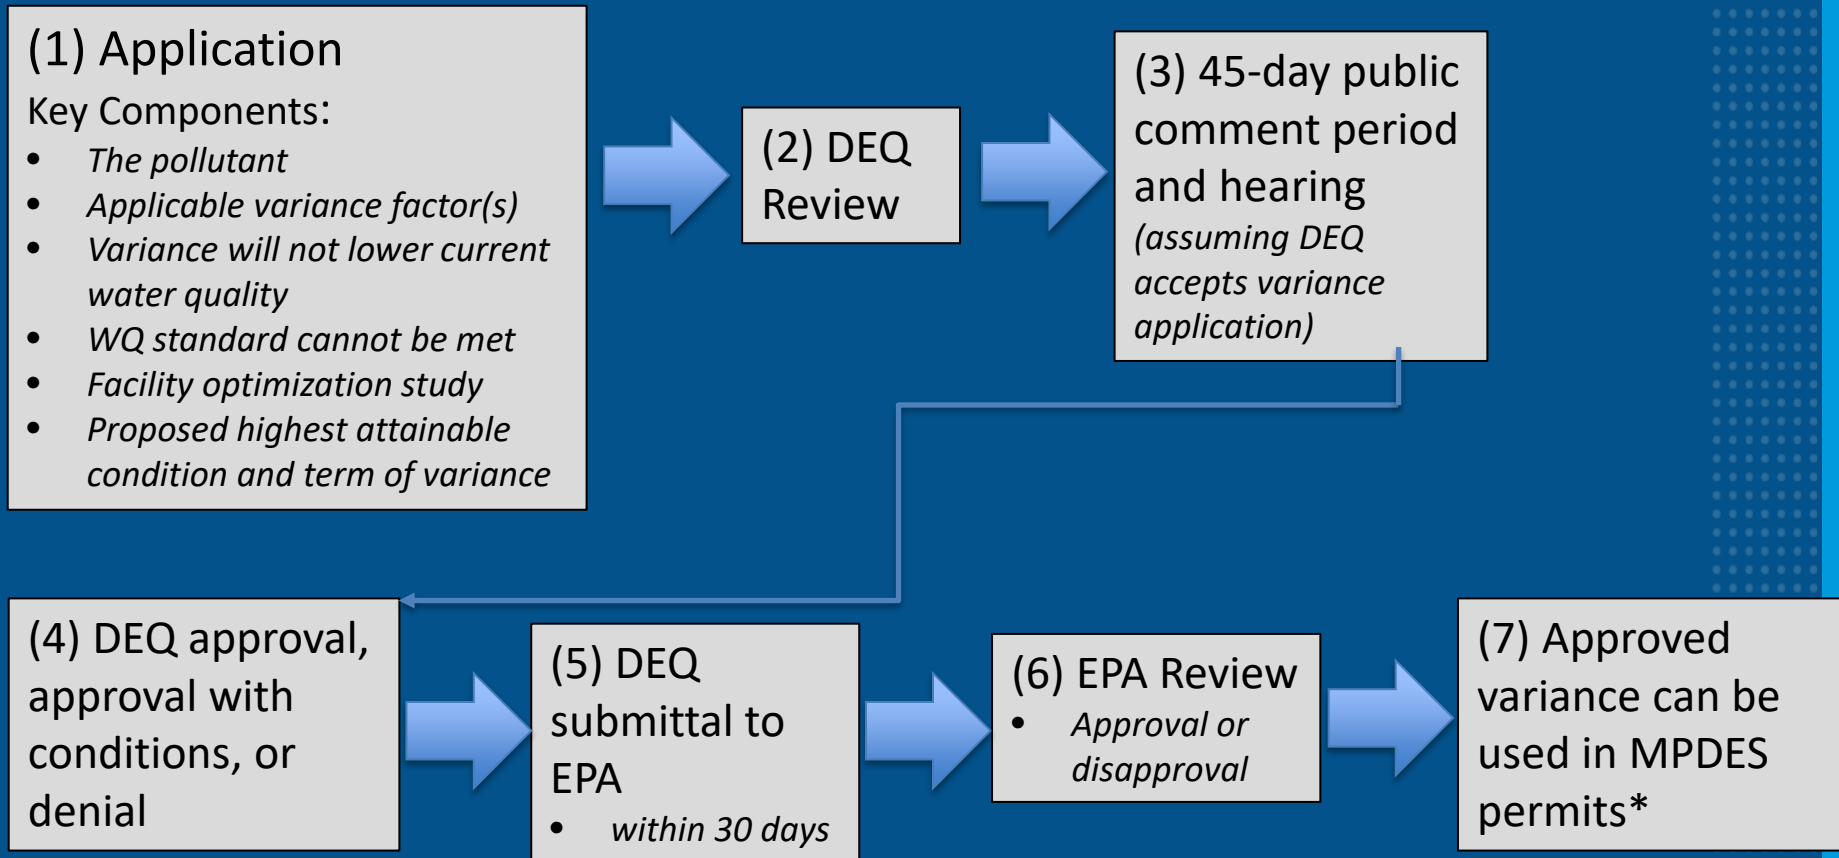 (1) Application
Key Components:
• The pollutant
• Applicable variance factor(s)
• Variance will not lower current
water quality
• WQ standard cannot be met
• Facility optimization study
• Proposed highest attainable
condition and term of variance
(2) DEQ
Review
(3) 45-day public
comment period
and hearing
(assuming DEQ
accepts variance
application)
(4) DEQ approval,
approval with
conditions, or
denial
(5) DEQ
submittal to
EPA
• within 30 days
(6) EPA Review
• Approval or
disapproval
(7) Approved
variance can be
used in MPDES
permits*